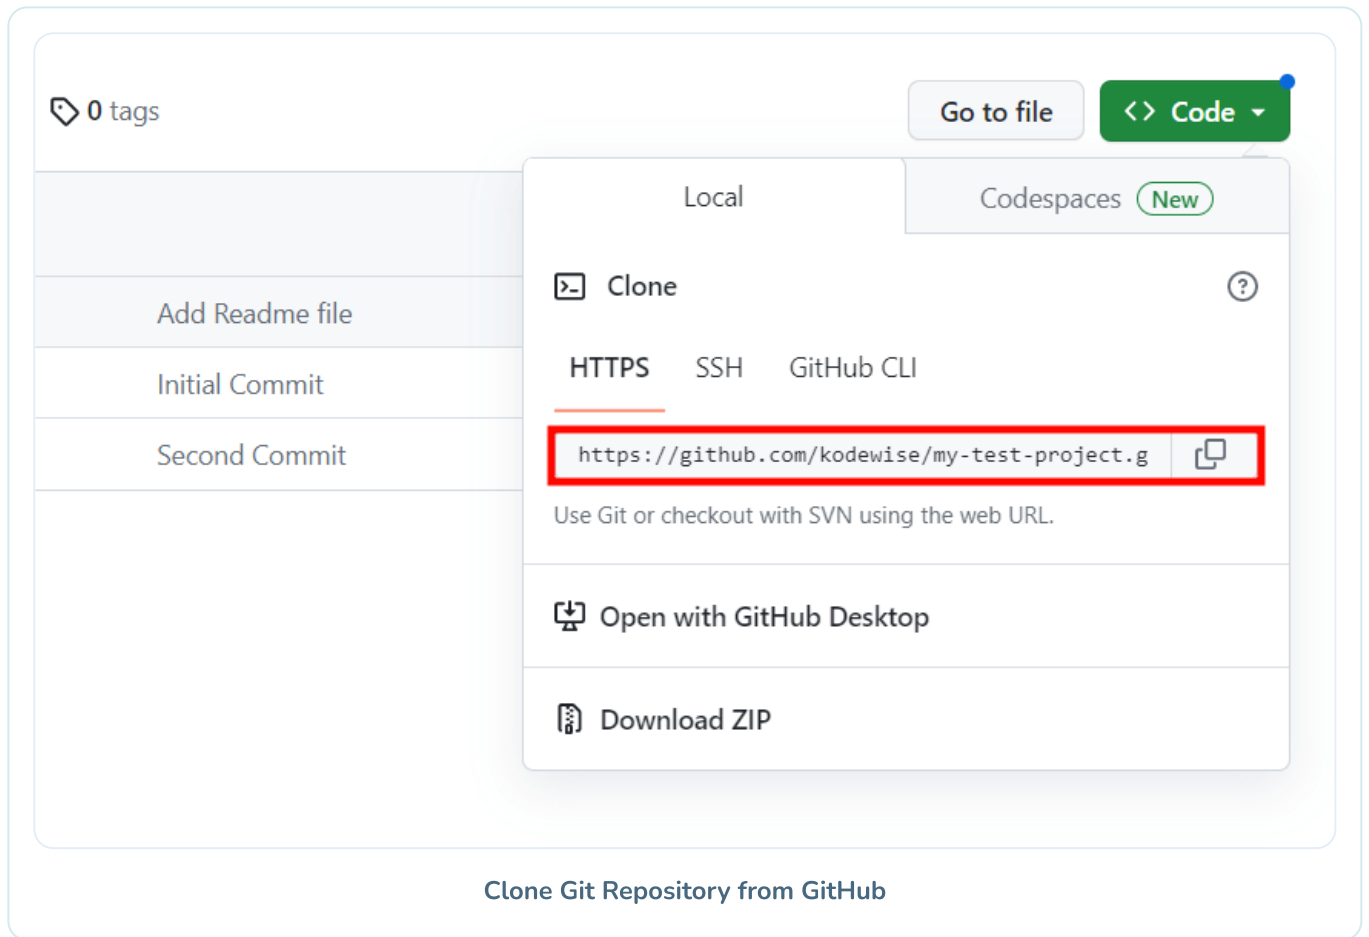 0 tags
Go to file
<> Code
Local
Codespaces New
Clone
HTTPS SSH GitHub CLI
https://github.com/kodewise/my-test-project.g
Use Git or checkout with SVN using the web URL.
Add Readme file
Initial Commit
Second Commit
Open with GitHub Desktop
Download ZIP
Clone Git Repository from GitHub